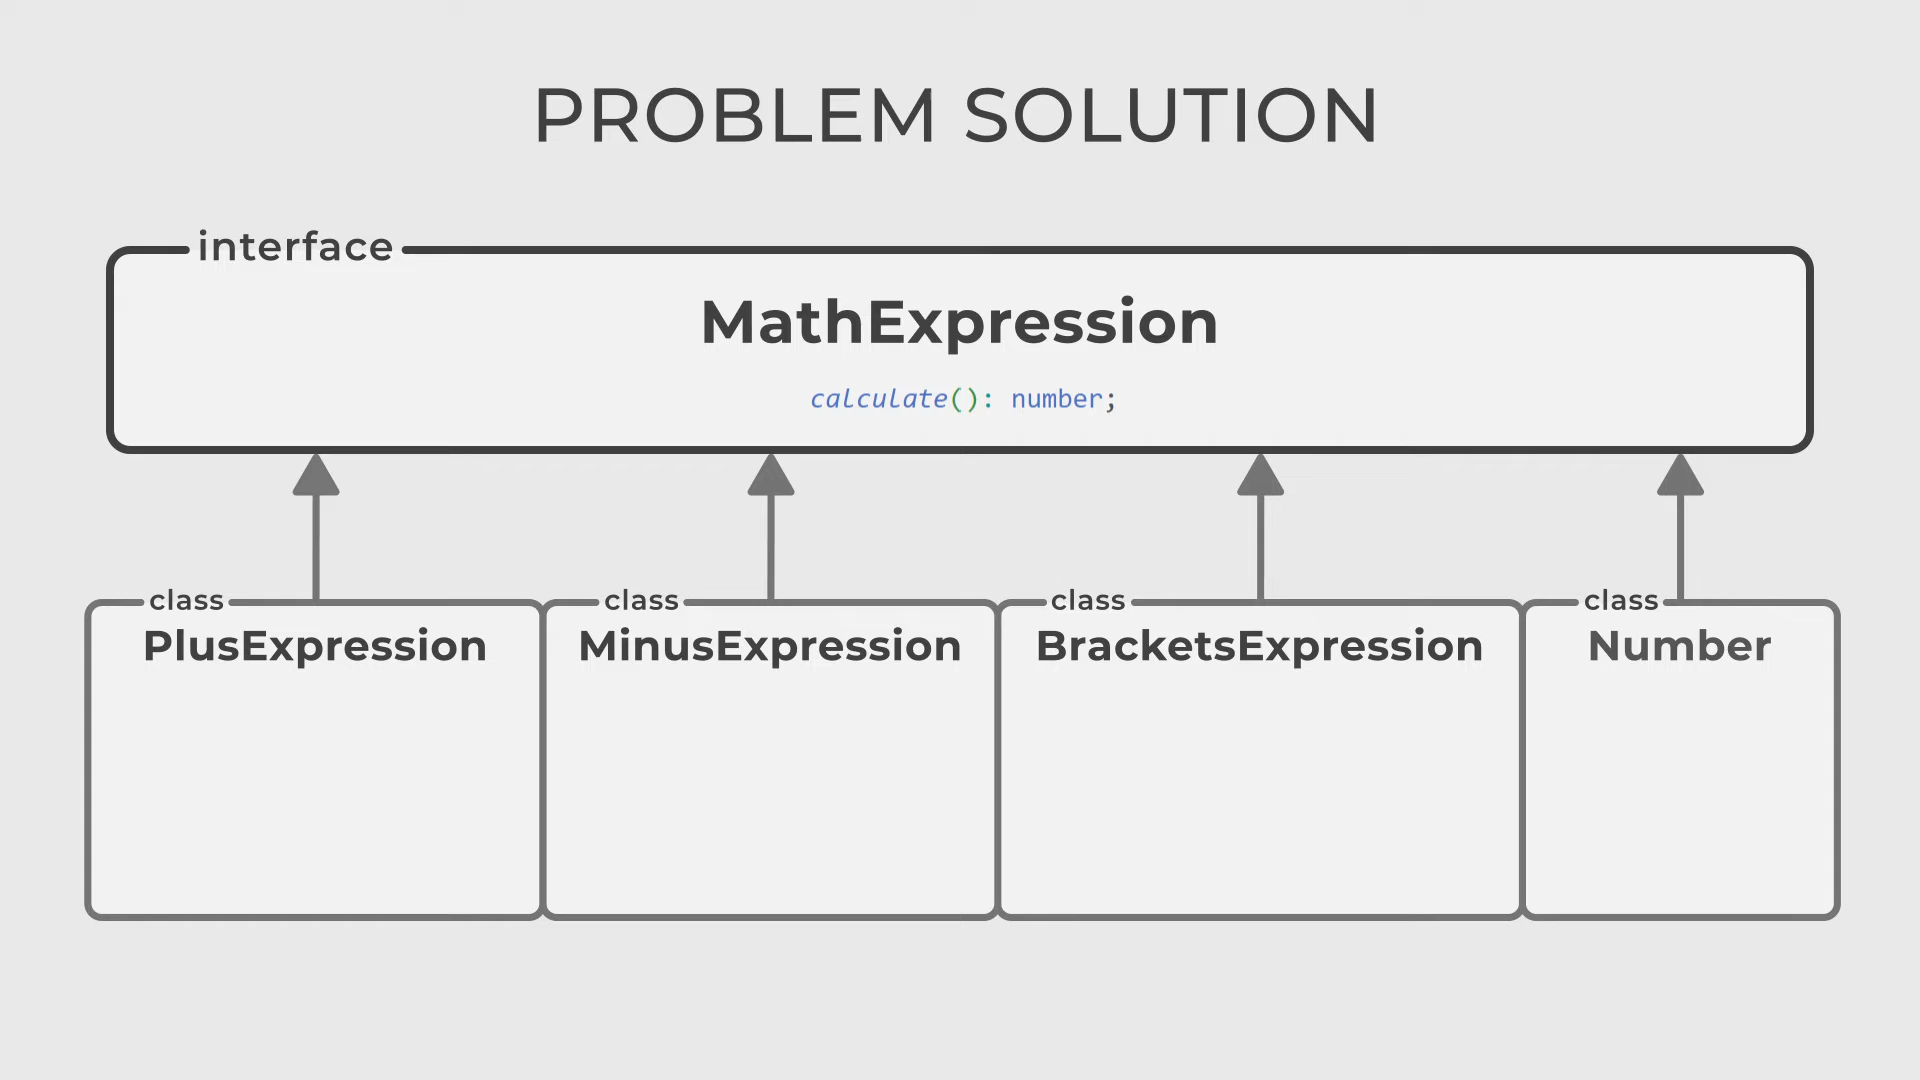 PROBLEM SOLUTION
interface
MathExpression
calculate(): number;
class
PlusExpression
class
MinusExpression
class
BracketsExpression
class
Number